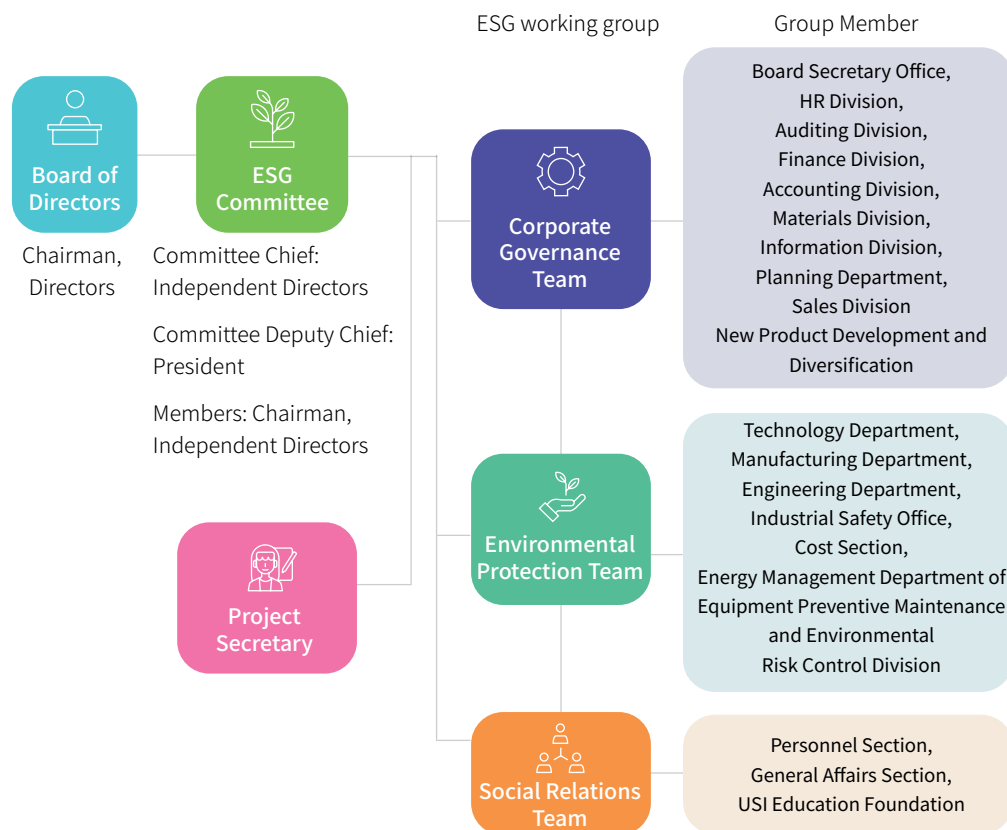 ESG working group
Group Member
Board of
Directors
Chairman,
Directors
ESG
Committee
Committee Chief:
Independent Directors
Committee Deputy Chief:
President
Members: Chairman,
Independent Directors
Project
Secretary
Corporate
Governance
Team
Board Secretary Office,
HR Division,
Auditing Division,
Finance Division,
Accounting Division,
Materials Division,
Information Division,
Planning Department,
Sales Division
New Product Development and
Diversification
Environmental
Protection Team
Technology Department,
Manufacturing Department,
Engineering Department,
Industrial Safety Office,
Cost Section,
Energy Management Department of
Equipment Preventive Maintenance
and Environmental
Risk Control Division
Social Relations
Team
Personnel Section,
General Affairs Section,
USI Education Foundation